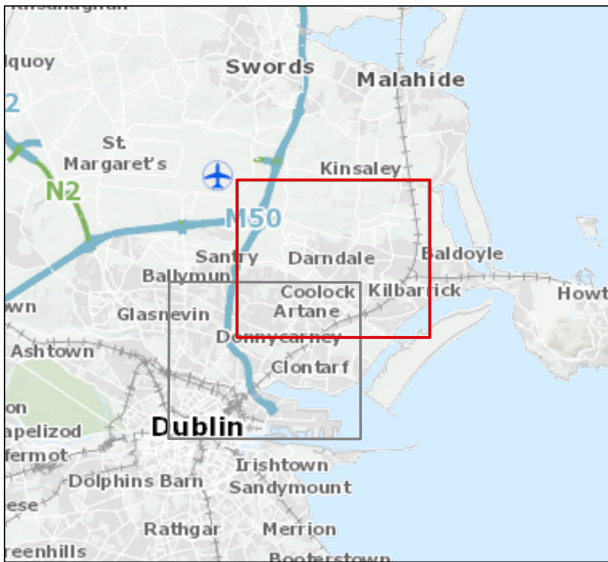 Swords
Malahide
St.
Margaret's
Kinsaley
N2
M50
Santry
Darndale
Baldoyle
Ballymun
Coolock
Kilbarrick
Glasnevin
Artane
Donnycarney
Ashtown
Clontarf
Dublin
Irishtown
Dolphins Barn
Sandymount
Rathgar
Merrion